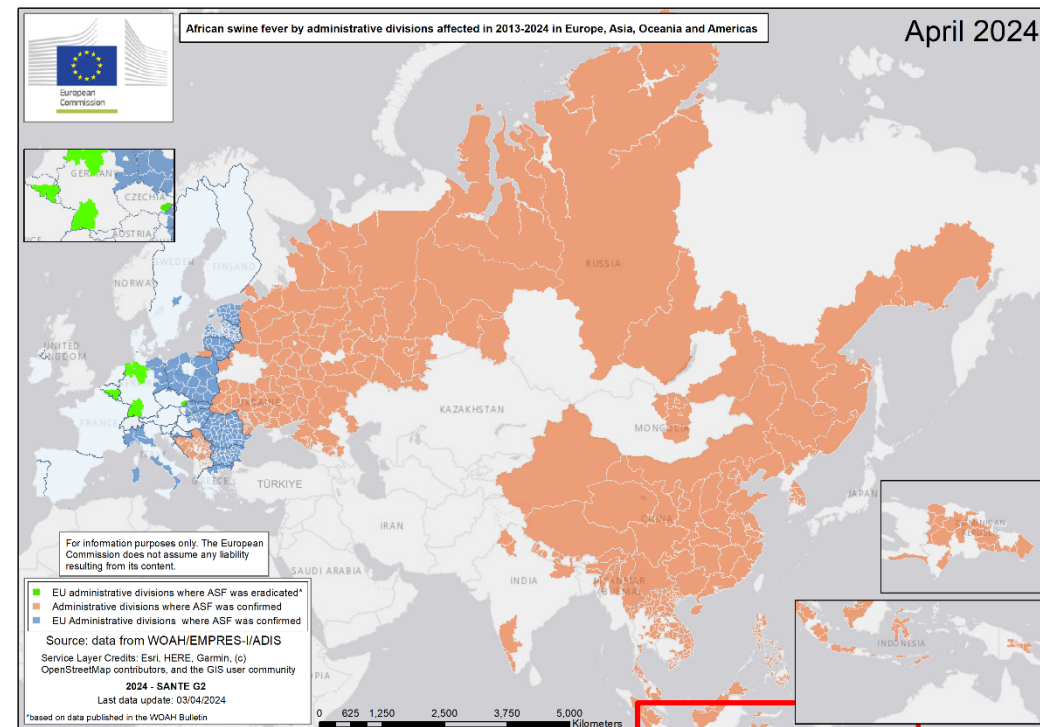 African swine fever by administrative divisions affected in 2013-2024 in Europe, Asia, Oceania and Americas
April 2024
European
Commission
GERMANY
CZECHIA
AUSTRIA
SWEDEN
FINLAND
NORWAY
UNITED
KINGDOM
FRANCE
UKRAINE
RUSSIA
KAZAKHSTAN
MONGOLIA
GREECE
TÜRKIYE
JAPAN
CHINA
IRAN
SAUDI ARABIA
INDIA
MYANMAR
(BURMA)
DOMINICAN
REPUBLIC
INDONESIA
For information purposes only. The European
Commission does not assume any liability
resulting from its content.
EU administrative divisions where ASF was eradicated*
Administrative divisions where ASF was confirmed
EU Administrative divisions where ASF was confirmed
Source: data from WOAH/EMPRES-I/ADIS
Service Layer Credits: Esri, HERE, Garmin, (c)
OpenStreetMap contributors, and the GIS user community
2024 - SANTE G2
Last data update: 03/04/2024
*based on data published in the WOAH Bulletin
0 625 1,250 2,500 3,750 5,000
Kilometers